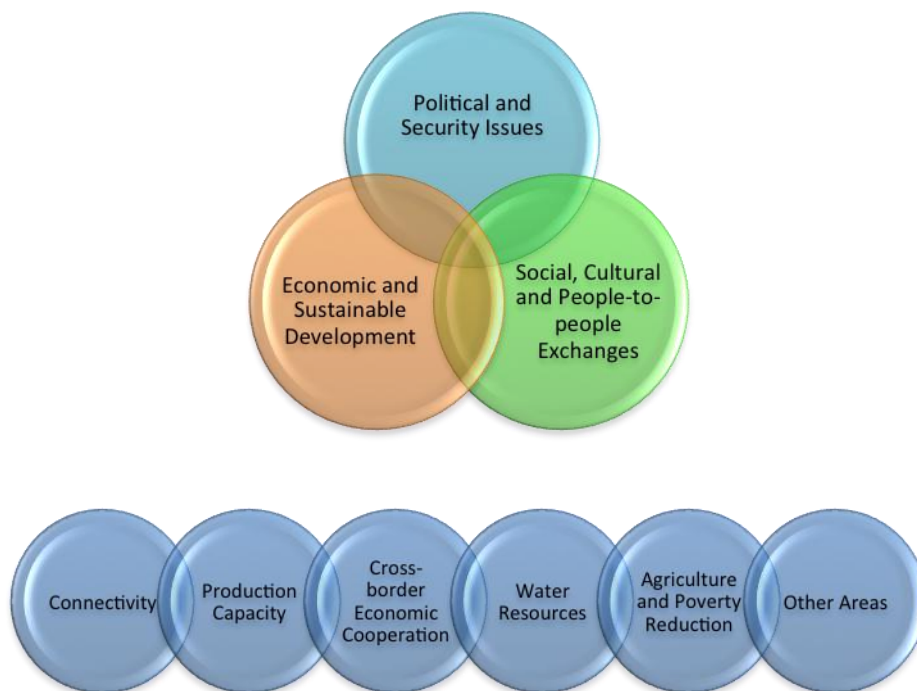 Political and
Security Issues
Economic and
Sustainable
Development
Social, Cultural
and People-to-
people
Exchanges
Connectivity
Production
Capacity
Cross-
border
Economic
Cooperation
Water
Resources
Agriculture
and Poverty
Reduction
Other Areas